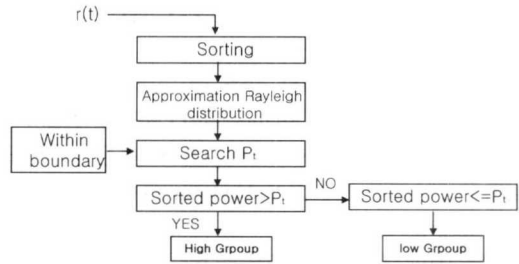 r(t)
Sorting
Approximation Rayleigh
distribution
Within
boundary
Search Pt
Sorted power>Pt
NO
Sorted power<=Pt
YES
High Grpoup
low Grpoup